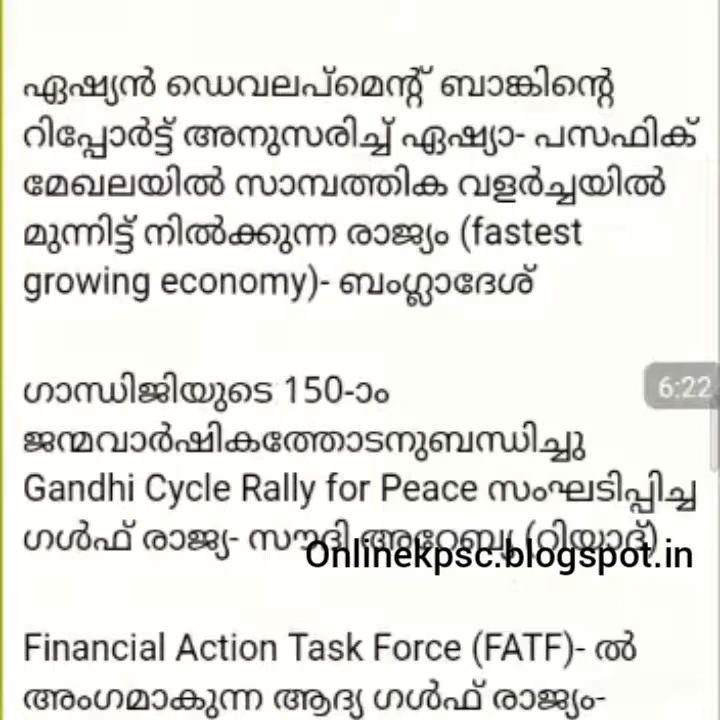 ഏഷ്യൻ ഡെവലപ്മെന്റ് ബാങ്കിന്റെ
റിപ്പോർട്ട് അനുസരിച്ച് ഏഷ്യാ- പസഫിക്
മേഖലയിൽ സാമ്പത്തിക വളർച്ചയിൽ
മുന്നിട്ട് നിൽക്കുന്ന രാജ്യം (fastest
growing economy)- ബംഗ്ലാദേശ്
ഗാന്ധിജിയുടെ 150-ാം
6:22
ജന്മവാർഷികത്തോടനുബന്ധിച്ചു
Gandhi Cycle Rally for Peace സംഘടിപ്പിച്ച
ഗൾഫ് രാജ്യ- സൗദി അറേബ്യ (റിയാദ്)
Onlinekpsc.blogspot.in
Financial Action Task Force (FATF)- ൽ
അംഗമാകുന്ന ആദ്യ ഗൾഫ് രാജ്യം-